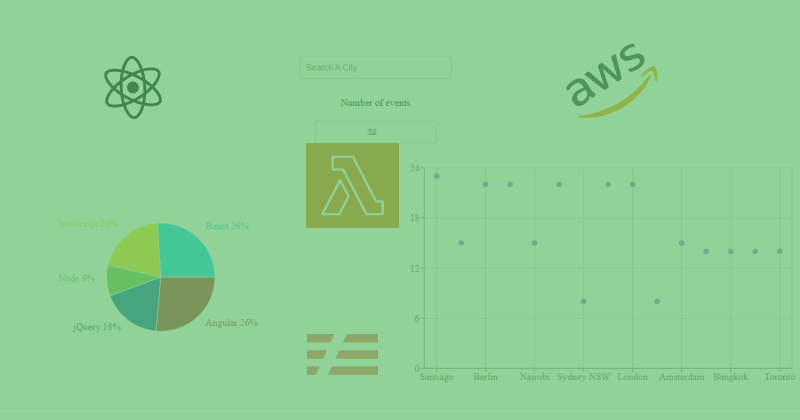 Search A City
aws
Number of events
32
JavaScript 20%
React 26%
Node 9%
jQuery 18%
Angular 26%
24
18
12
6
0
Santiago
Berlin
Nairobi
Sydney NSW
London
Amsterdam
Bangkok
Toronto